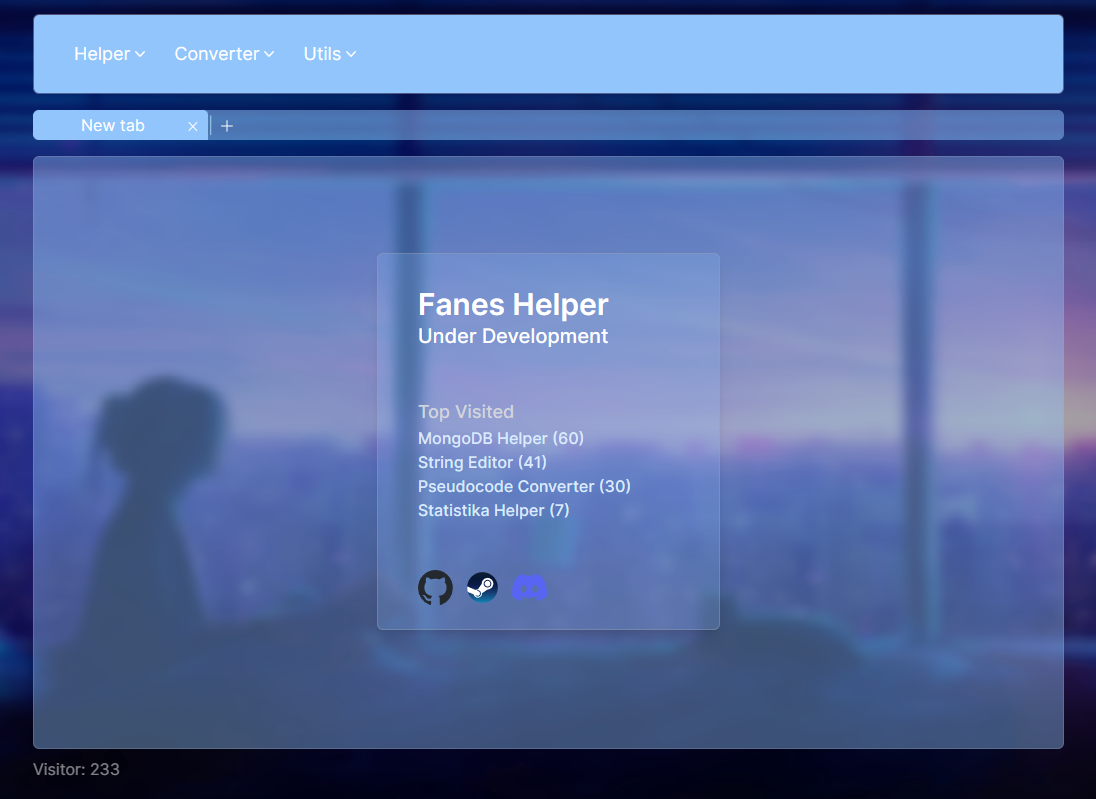 Helper Converter Utils
New tab
Fanes Helper
Under Development
Top Visited
MongoDB Helper (60)
String Editor (41)
Pseudocode Converter (30)
Statistika Helper (7)
Visitor: 233